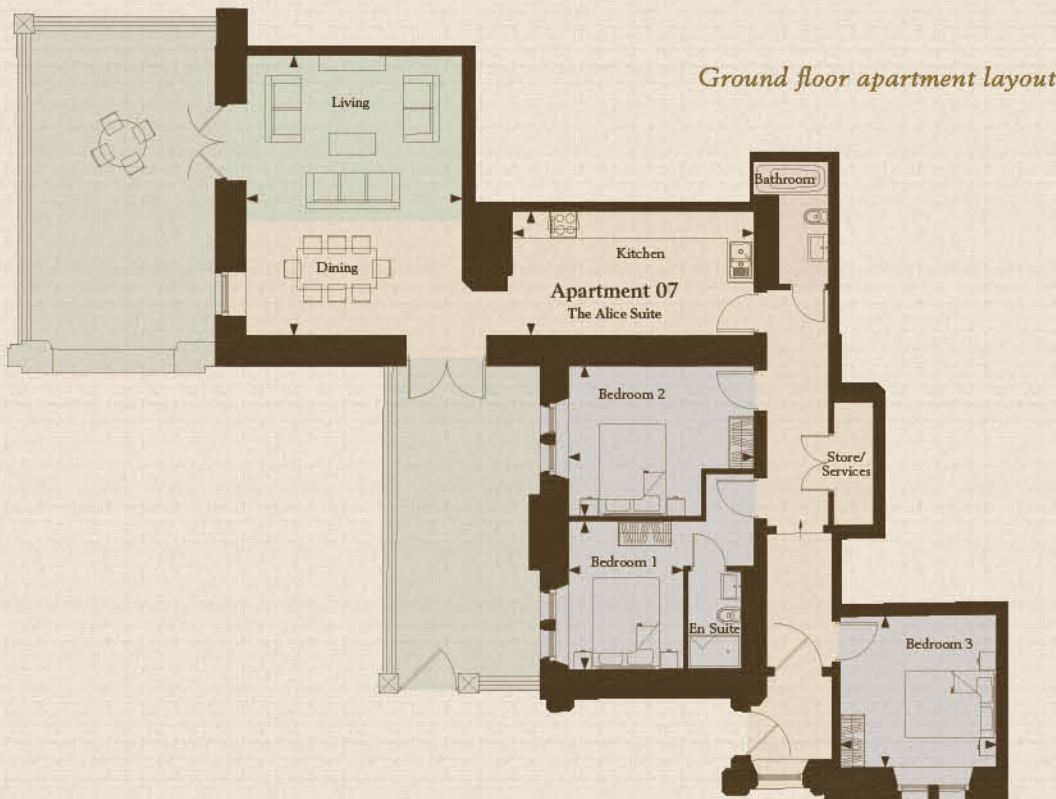 Ground floor apartment layout
Living
Bathroom
Kitchen
Dining
Apartment 07
The Alice Suite
Bedroom 2
Store/
Services
Bedroom 1
En Suite
Bedroom 3